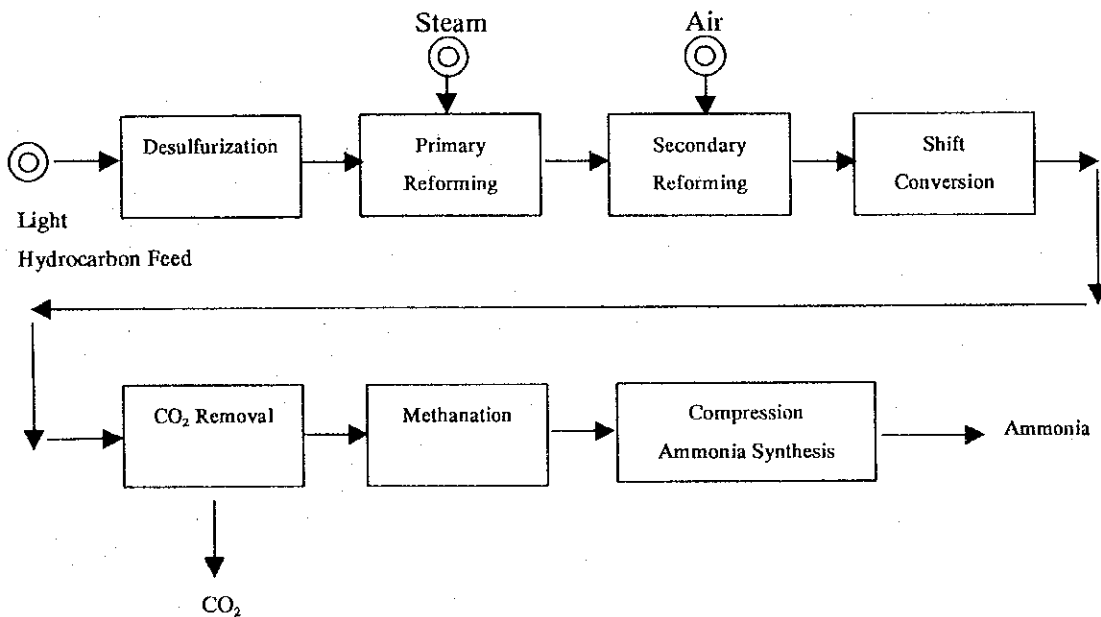 Steam
Air
Desulfurization
Primary
Reforming
Secondary
Reforming
Shift
Conversion
Light
Hydrocarbon Feed
CO₂ Removal
Methanation
Compression
Ammonia Synthesis
Ammonia
CO₂